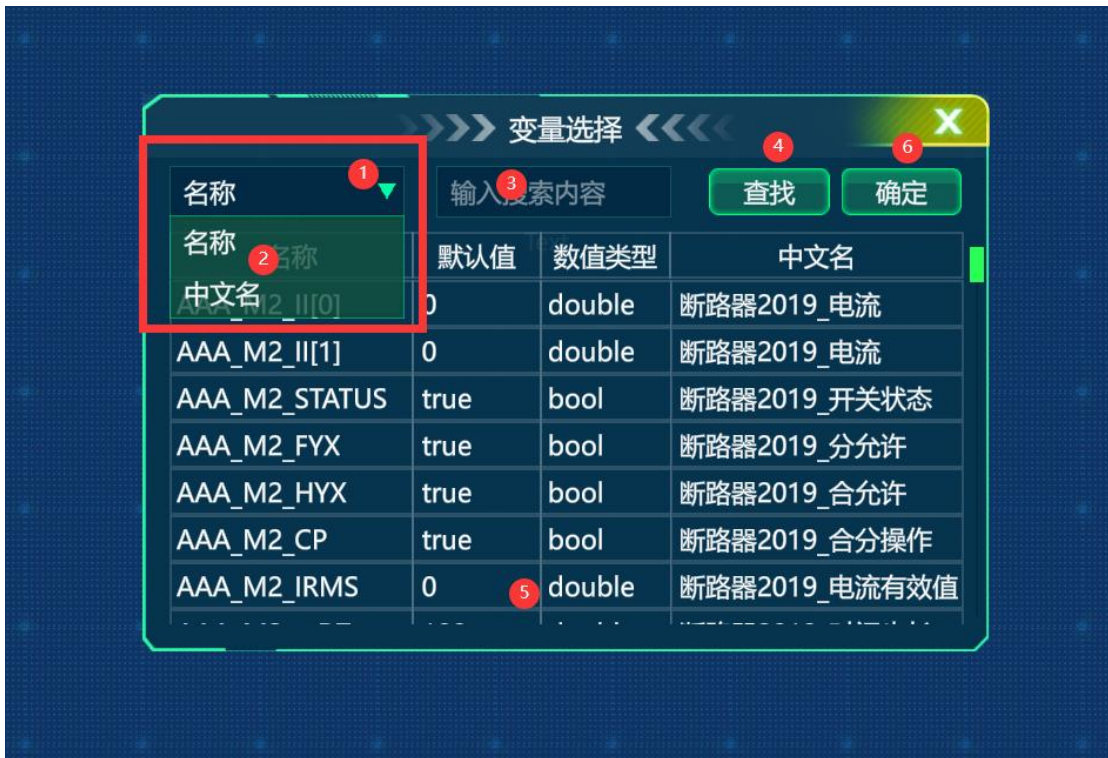 变量选择
X
名称
1
输入搜索内容
3
查找
4
确定
6
名称
2
中文名
名称 默认值 数值类型 中文名
AAA_M2_II[0] 0 double 断路器2019_电流
AAA_M2_II[1] 0 double 断路器2019_电流
AAA_M2_STATUS true bool 断路器2019_开关状态
AAA_M2_FYX true bool 断路器2019_分允许
AAA_M2_HYX true bool 断路器2019_合允许
AAA_M2_CP true bool 断路器2019_合分操作
AAA_M2_IRMS 0 5 double 断路器2019_电流有效值